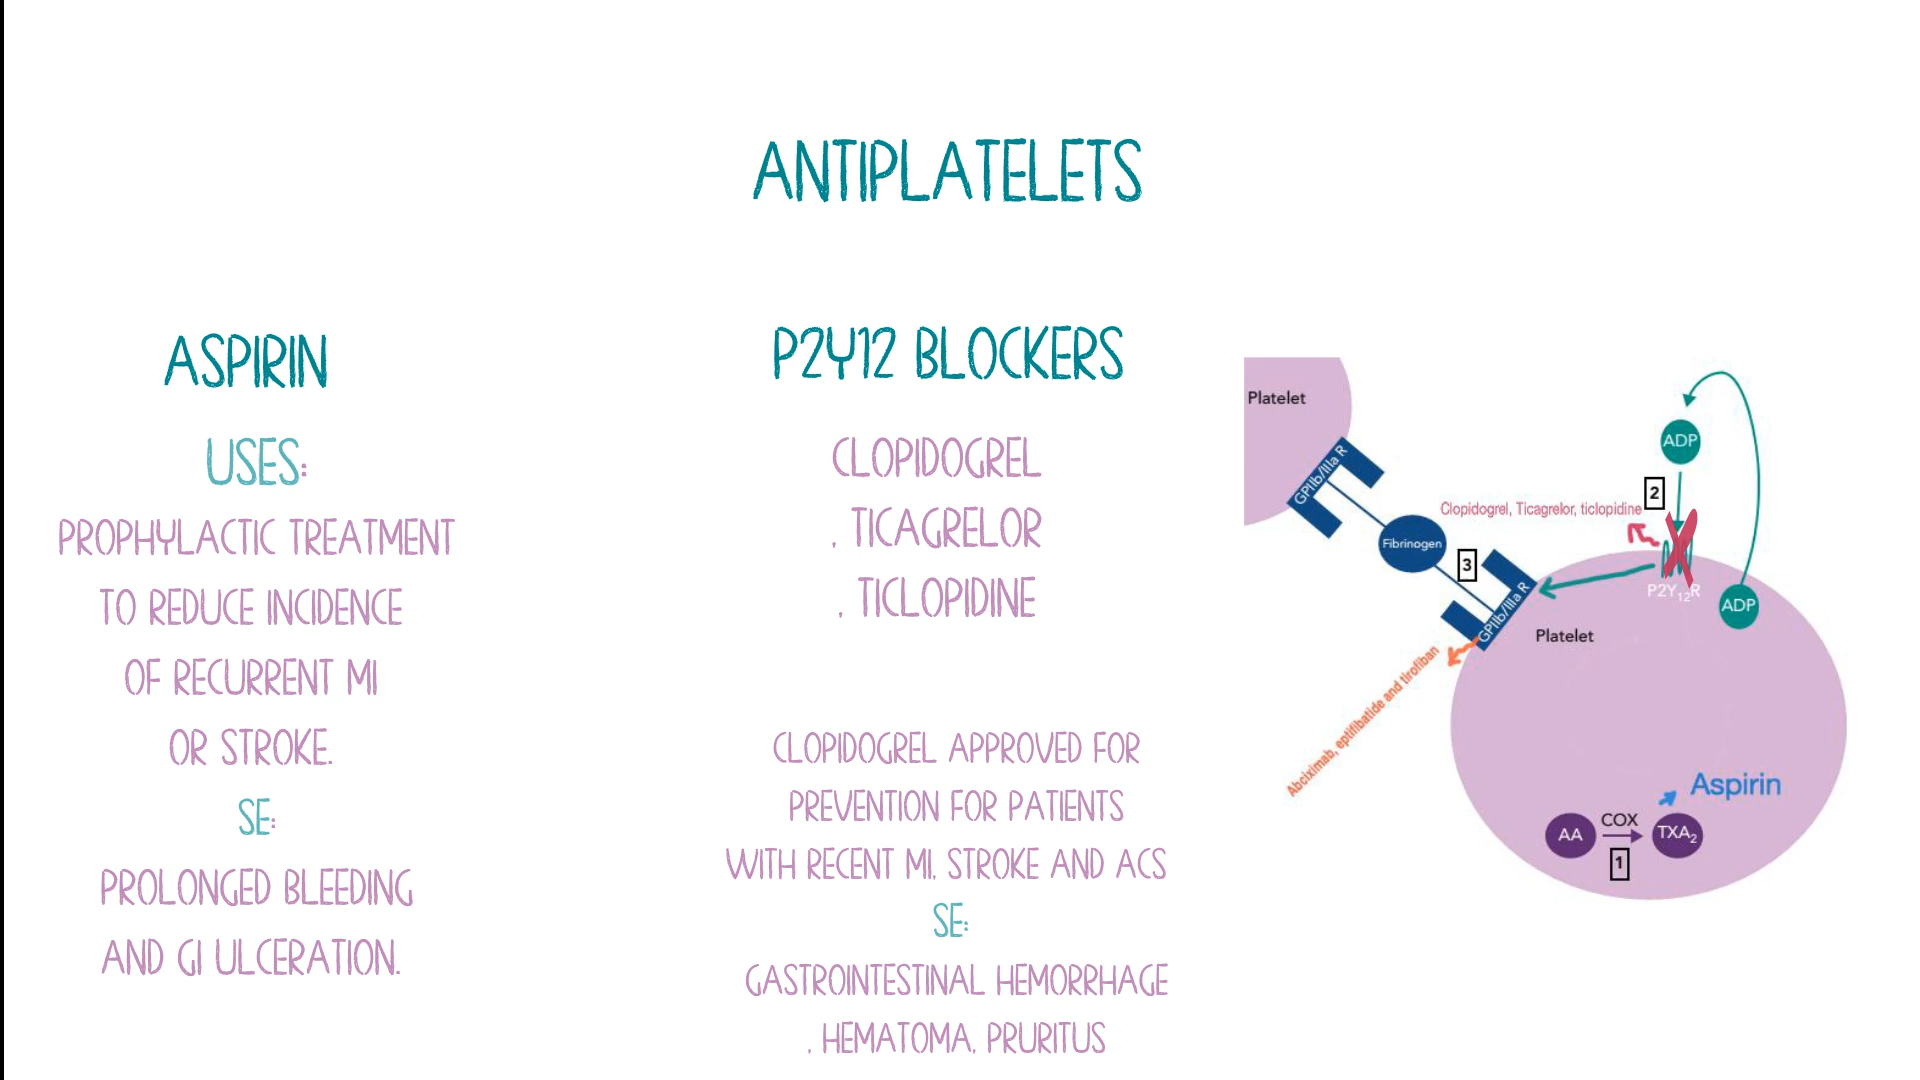 ANTIPLATELETS
ASPIRIN
USES:
PROPHYLACTIC TREATMENT
TO REDUCE INCIDENCE
OF RECURRENT MI
OR STROKE.
SE:
PROLONGED BLEEDING
AND GI ULCERATION.
P2Y12 BLOCKERS
CLOPIDOGREL
, TICAGRELOR
, TICLOPIDINE
CLOPIDOGREL APPROVED FOR
PREVENTION FOR PATIENTS
WITH RECENT MI, STROKE AND ACS
SE:
GASTROINTESTINAL HEMORRHAGE
, HEMATOMA, PRURITUS
Platelet
GPIIb/IIIa R
Fibrinogen
3
GPIIb/IIIa R
Abciximab, eptifibatide and tirofiban
ADP
2
Clopidogrel, Ticagrelor, ticlopidine
P2Y12R
ADP
Platelet
Aspirin
AA
COX
TXA2
1